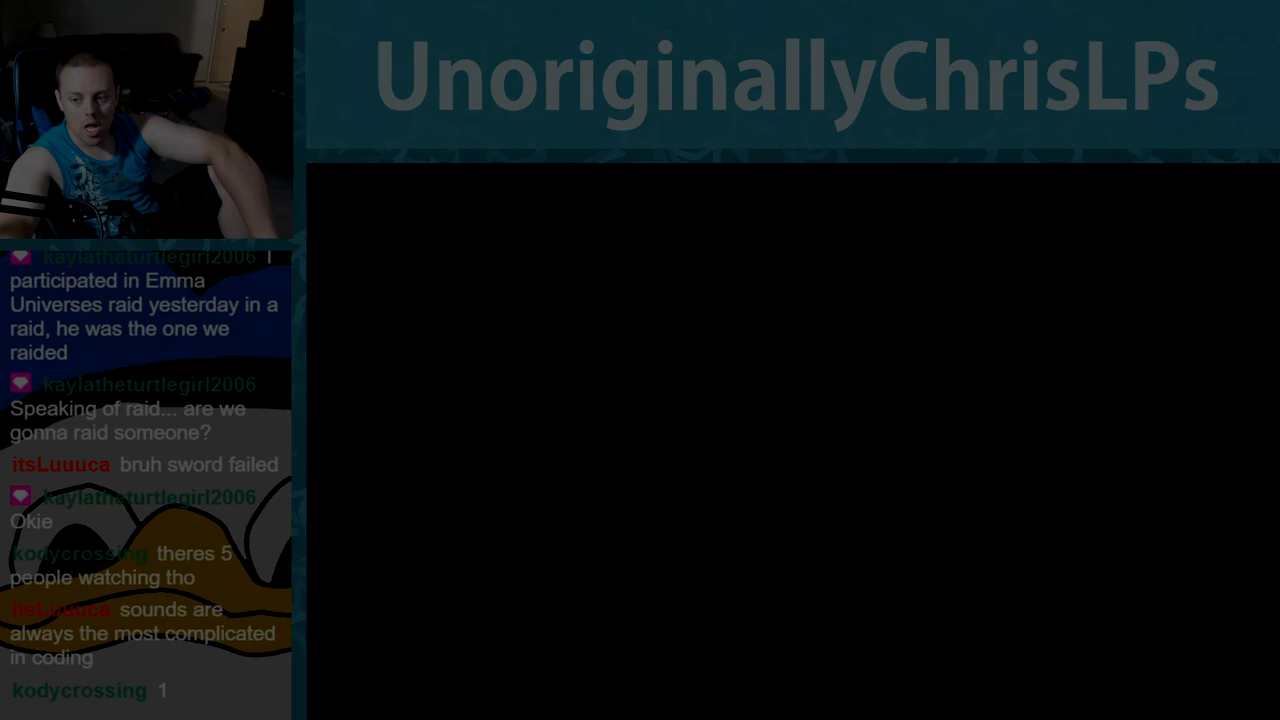 UnoriginallyChrisLPs
kaylatheturtlegirl2006 I
participated in Emma
Universes raid yesterday in a
raid, he was the one we
raided
kaylatheturtlegirl2006
Speaking of raid... are we
gonna raid someone?
itsLuuuca bruh sword failed
kaylatheturtlegirl2006
Okie
kodycrossing theres 5
people watching tho
itsLuuuca sounds are
always the most complicated
in coding
kodycrossing 1